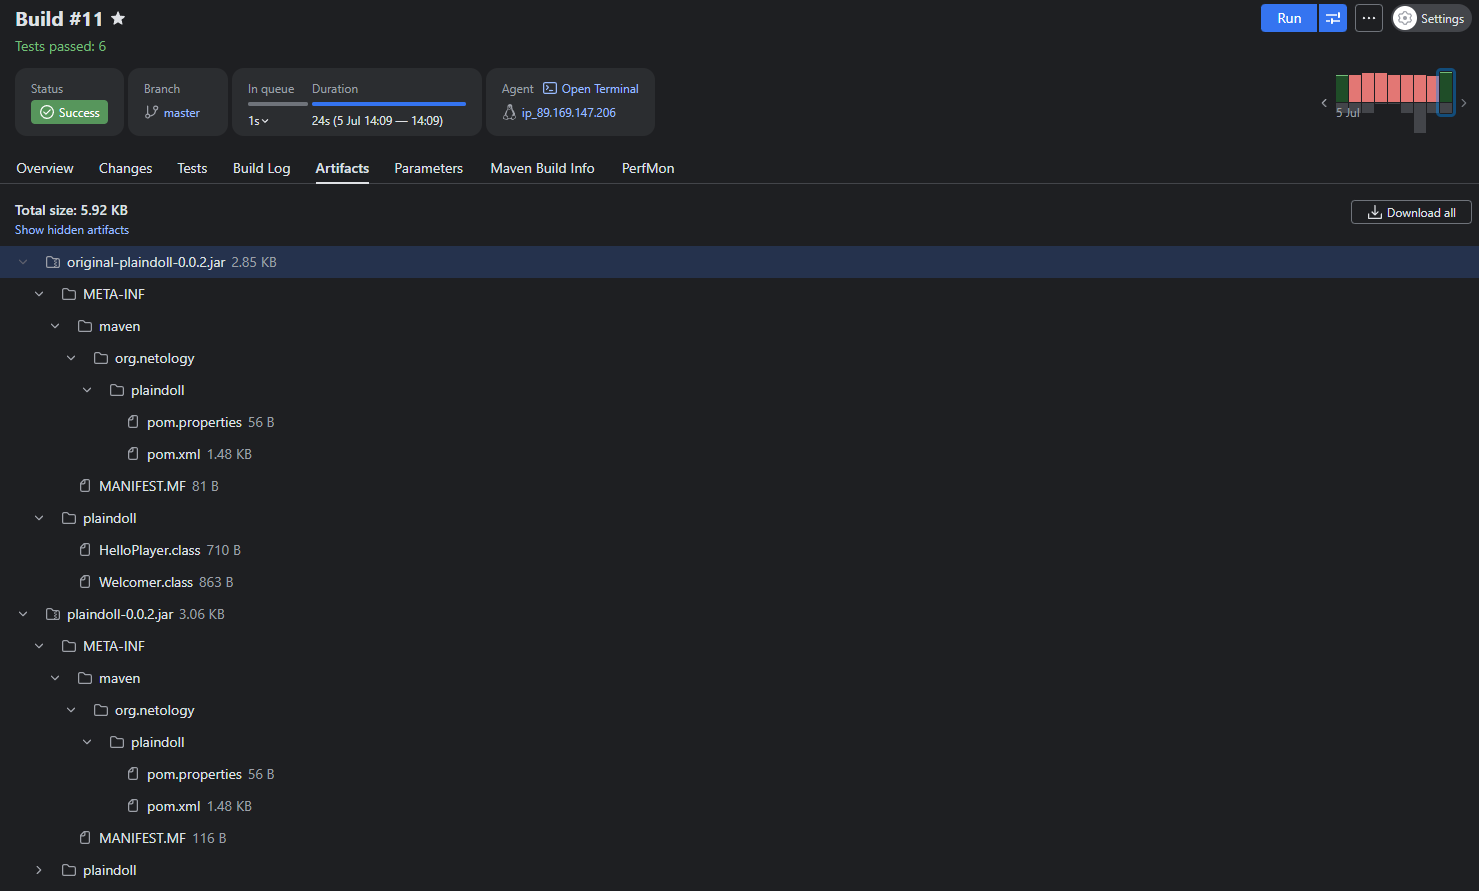 Build #11
Run
Settings
Tests passed: 6
Status
Branch
In queue
Duration
Agent
Open Terminal
Success
master
1s
24s (5 Jul 14:09 — 14:09)
ip_89.169.147.206
5 Jul
Overview
Changes
Tests
Build Log
Artifacts
Parameters
Maven Build Info
PerfMon
Total size: 5.92 KB
Download all
Show hidden artifacts
original-plaindoll-0.0.2.jar 2.85 KB
META-INF
maven
org.netology
plaindoll
pom.properties 56 B
pom.xml 1.48 KB
MANIFEST.MF 81 B
plaindoll
HelloPlayer.class 710 B
Welcomer.class 863 B
plaindoll-0.0.2.jar 3.06 KB
META-INF
maven
org.netology
plaindoll
pom.properties 56 B
pom.xml 1.48 KB
MANIFEST.MF 116 B
plaindoll